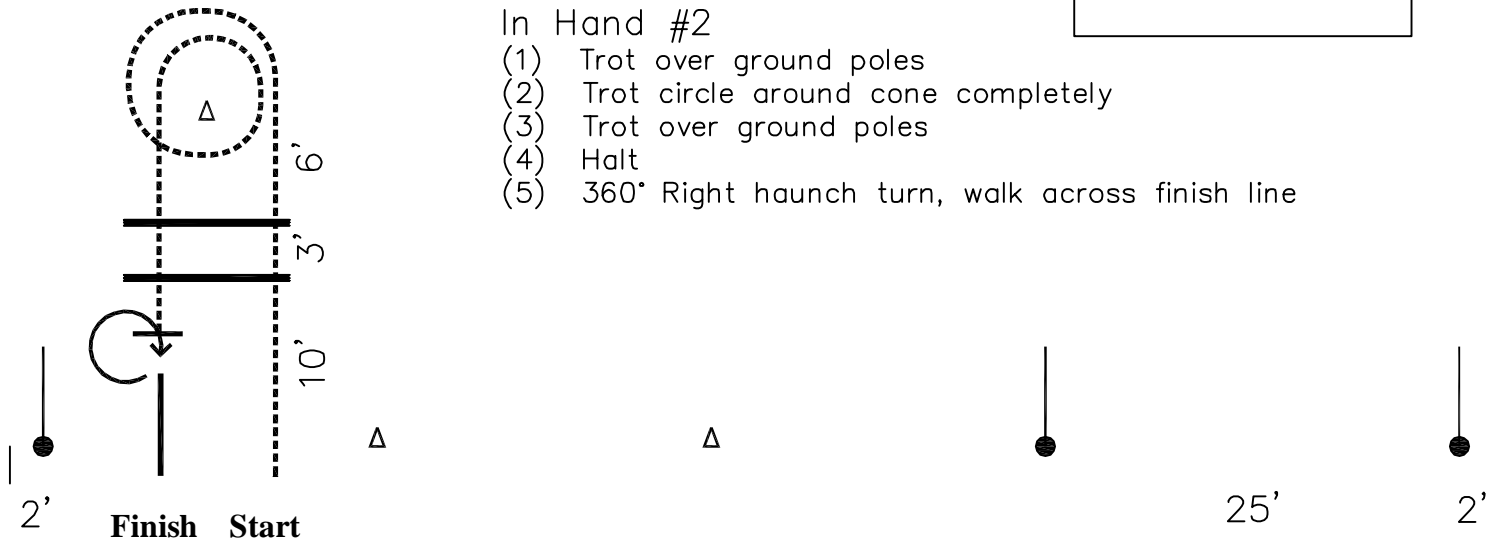 In Hand #2
(1) Trot over ground poles
(2) Trot circle around cone completely
(3) Trot over ground poles
(4) Halt
(5) 360° Right haunch turn, walk across finish line
6'
3'
10'
2'
25'
2'
Finish Start